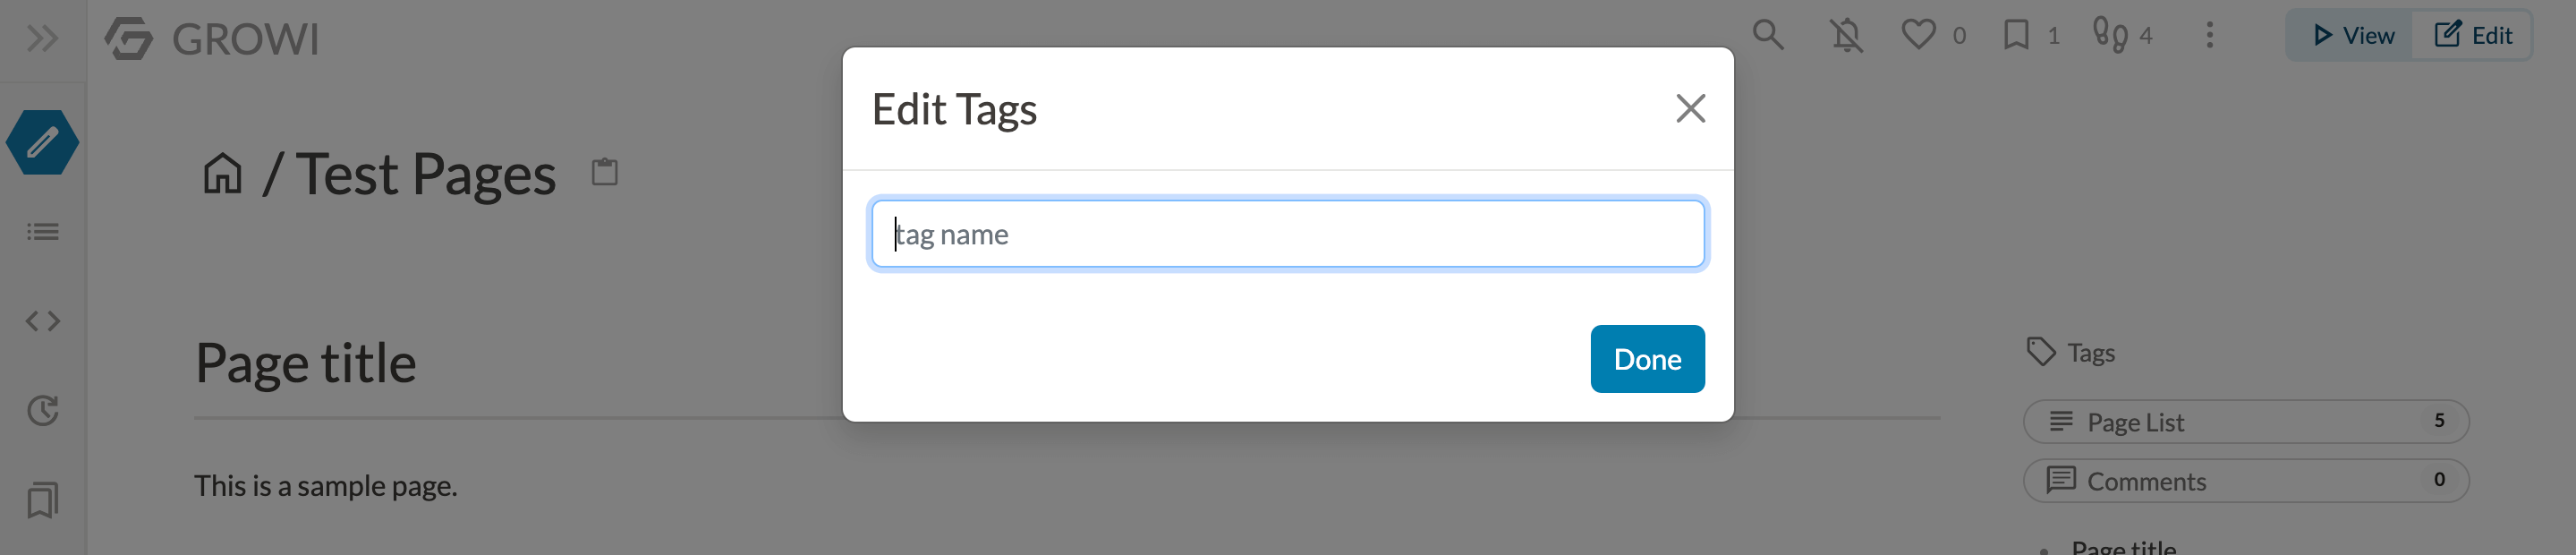 GROWI
0
1
4
View
Edit
Edit Tags
/ Test Pages
tag name
Done
Page title
Tags
Page List 5
This is a sample page.
Comments 0
Page title